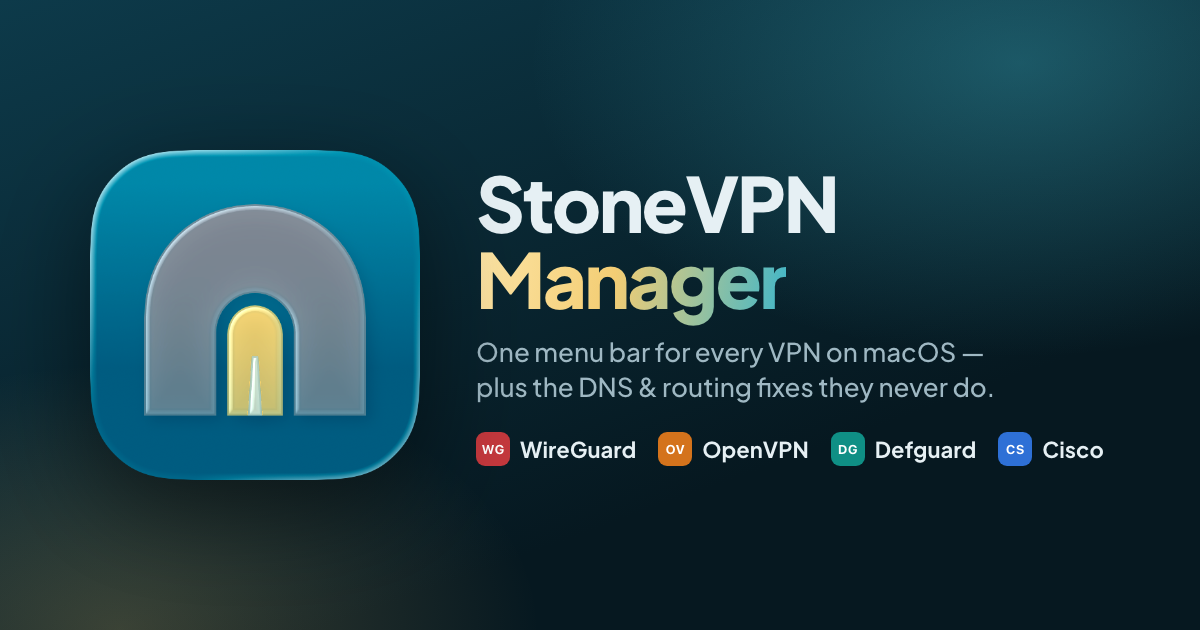 StoneVPN
Manager
One menu bar for every VPN on macOS —
plus the DNS & routing fixes they never do.
WG WireGuard OV OpenVPN DG Defguard CS Cisco